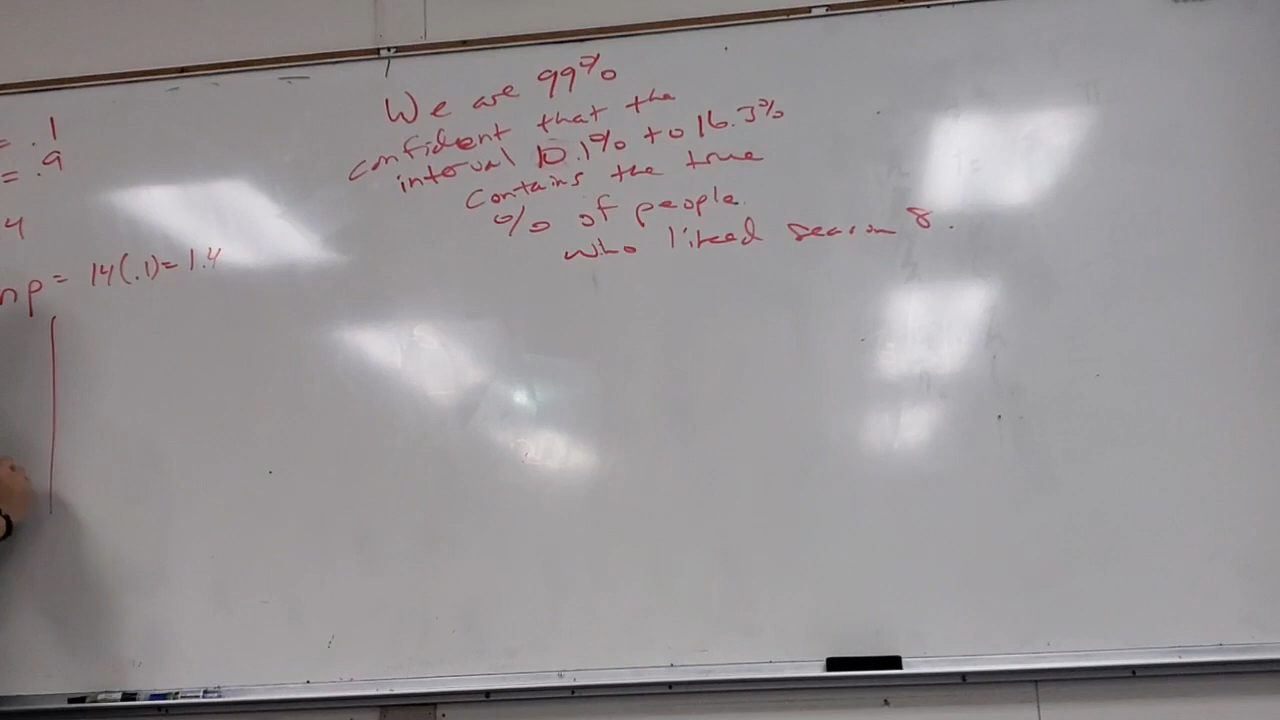 = .1
= .9
.4
np = 14(.1)= 1.4
We are 99%
confident that the
interval 10.1% to 16.3%
contains the true
% of people.
who liked season 8.